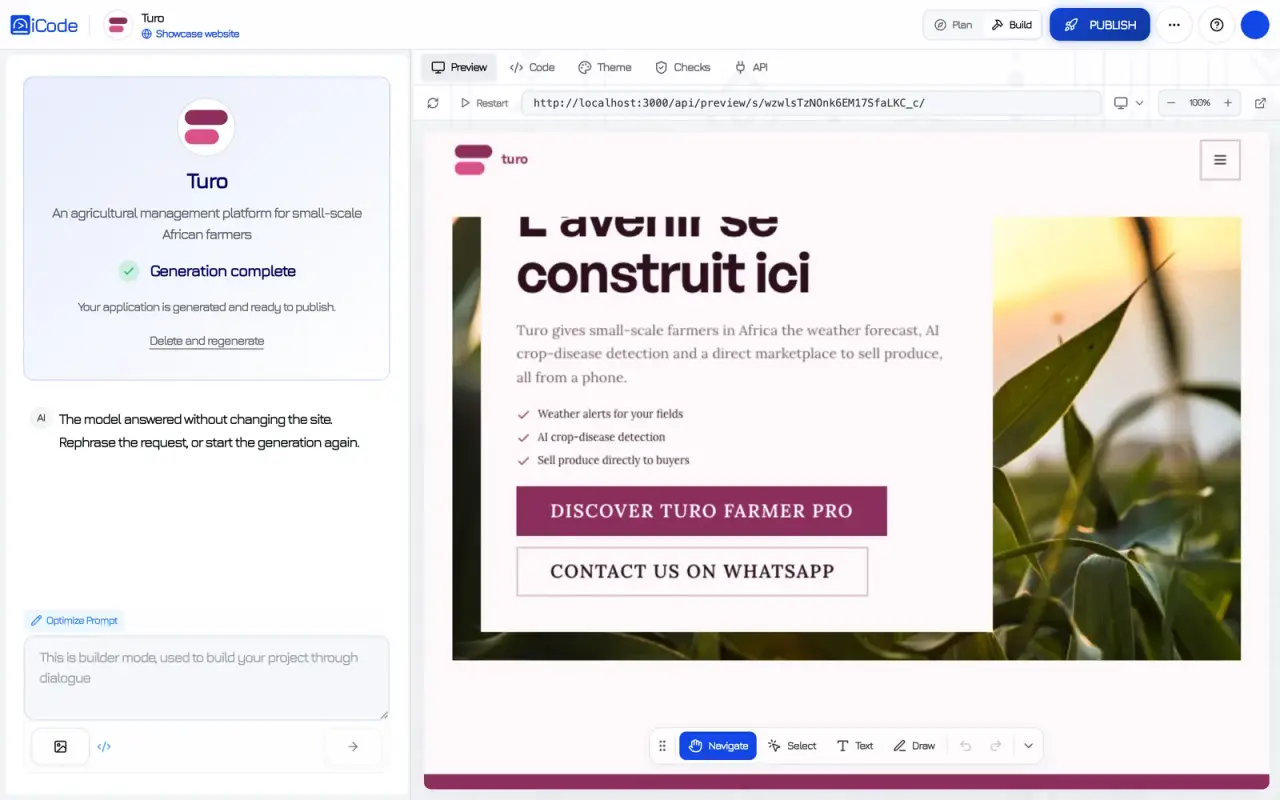 iCode
Turo
Showcase website
Plan
Build
PUBLISH
Turo
An agricultural management platform for small-scale
African farmers
Generation complete
Your application is generated and ready to publish.
Delete and regenerate
AI
The model answered without changing the site.
Rephrase the request, or start the generation again.
Optimize Prompt
This is builder mode, used to build your project through
dialogue
</>
Preview
</> Code
Theme
Checks
API
Restart
http://localhost:3000/api/preview/s/wzwlsTzNOnk6EM17SfaLKC_c/
100%
turo
L'avenir se
construit ici
Turo gives small-scale farmers in Africa the weather forecast, AI
crop-disease detection and a direct marketplace to sell produce,
all from a phone.
Weather alerts for your fields
AI crop-disease detection
Sell produce directly to buyers
DISCOVER TURO FARMER PRO
CONTACT US ON WHATSAPP
Navigate
Select
Text
Draw